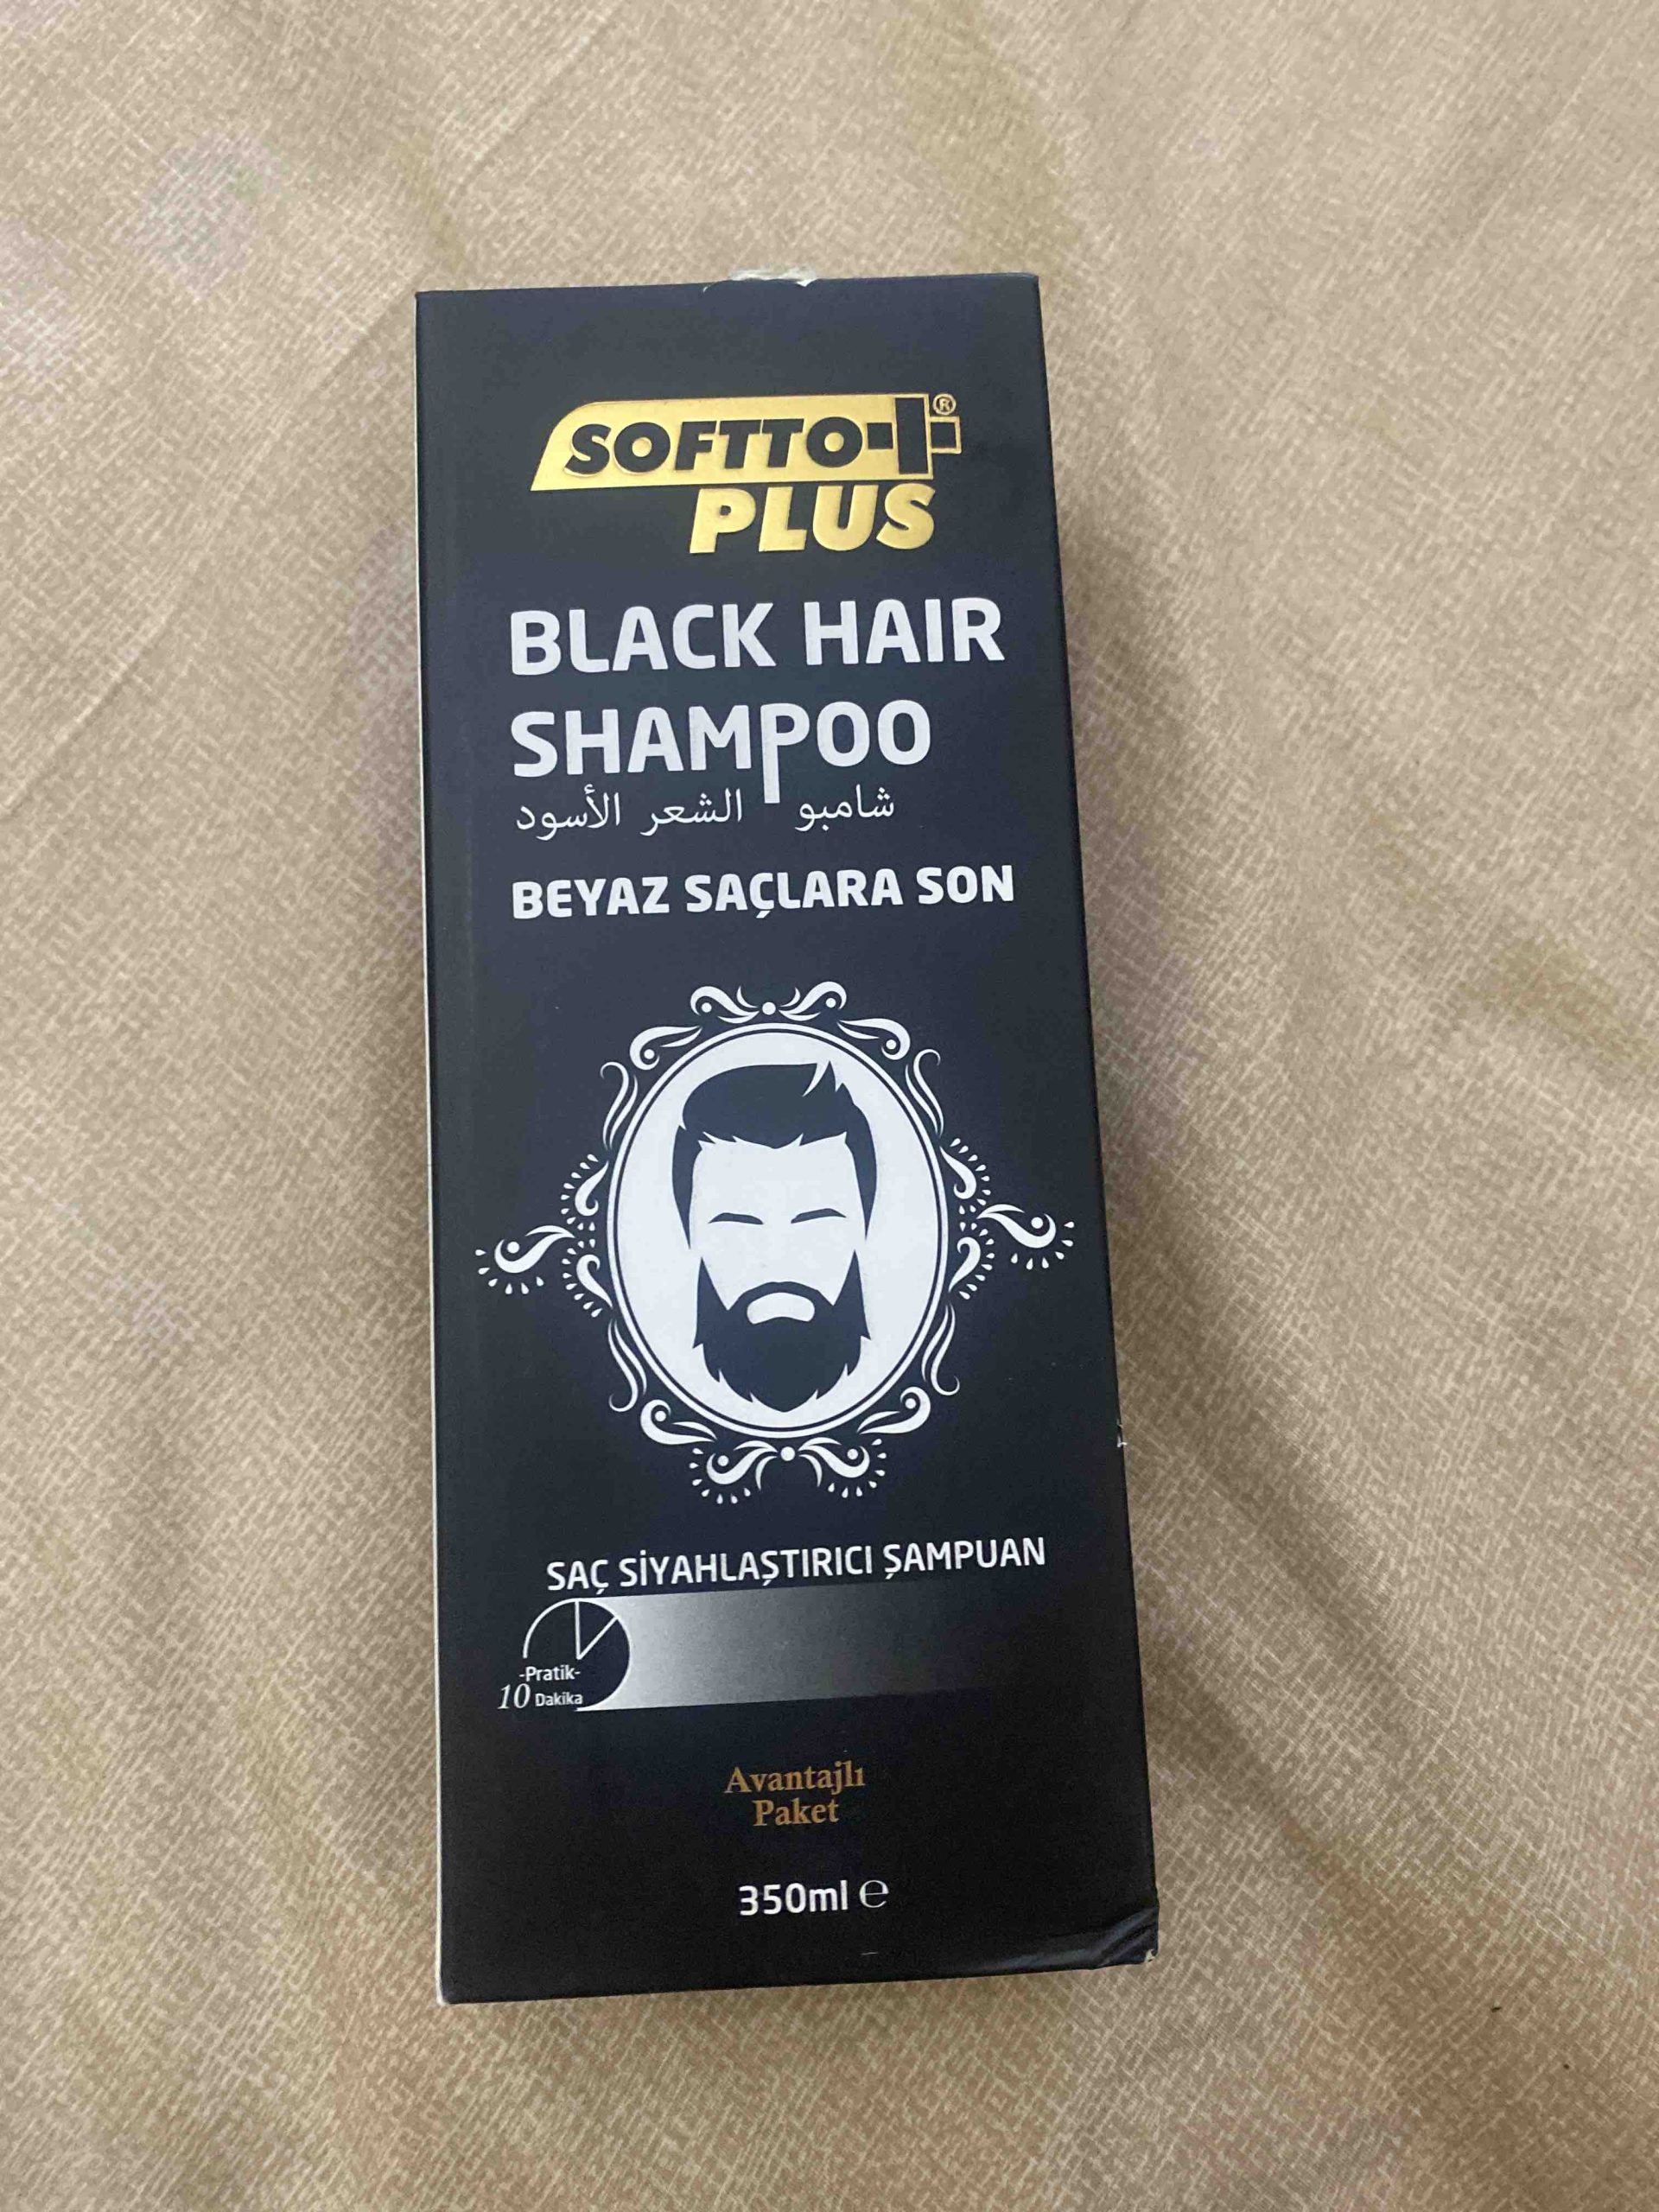 SOFTTO+®
PLUS
BLACK HAIR
SHAMPOO
شامبو الشعر الأسود
BEYAZ SAÇLARA SON
SAÇ SİYAHLAŞTIRICI ŞAMPUAN
-Pratik-
10 Dakika
Avantajlı
Paket
350ml ℮